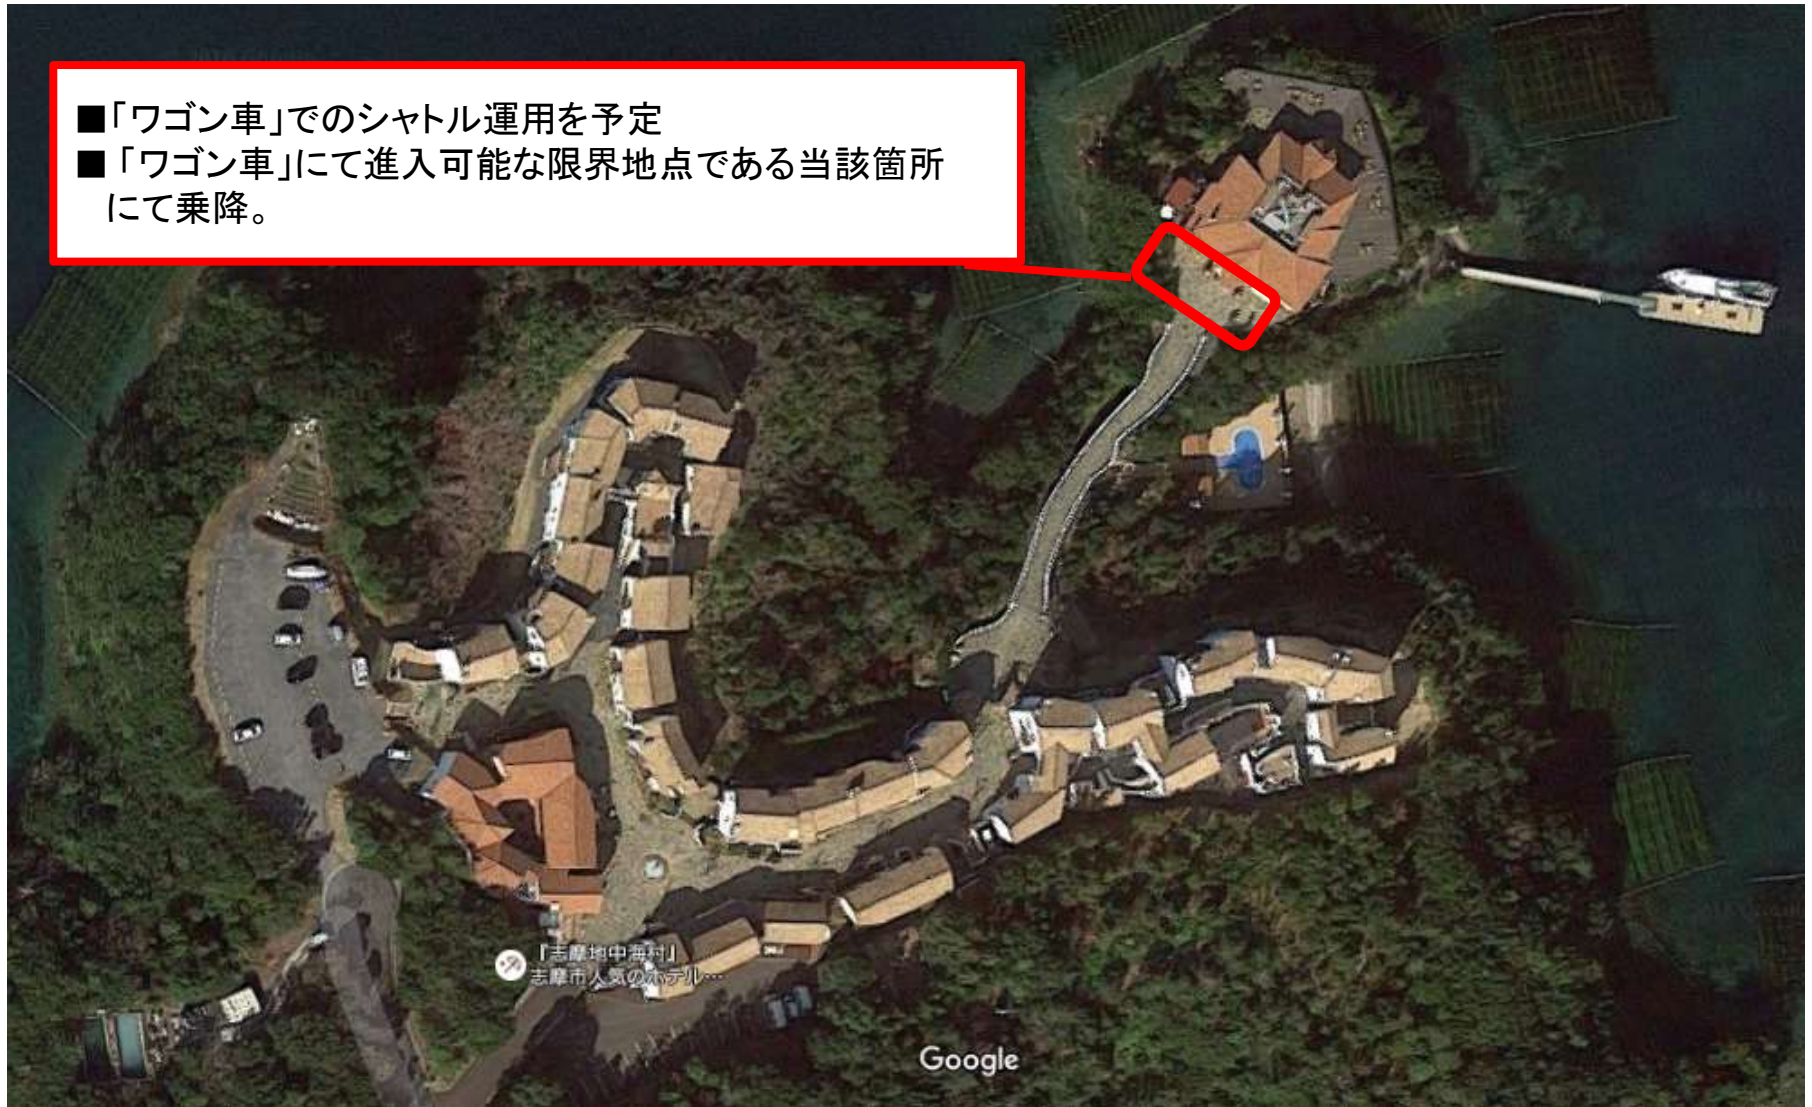 ■「ワゴン車」でのシャトル運用を予定
■「ワゴン車」にて進入可能な限界地点である当該箇所
にて乗降。
『志摩地中海村』
志摩市人気のホテル…
Google